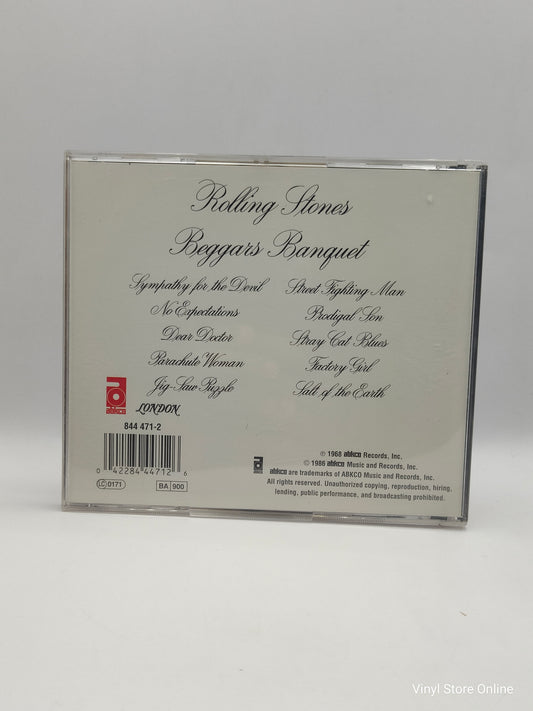 Rolling Stones
Beggars Banquet
Sympathy for the Devil
No Expectations
Dear Doctor
Parachute Woman
Jig-Saw Puzzle
Street Fighting Man
Prodigal Son
Stray Cat Blues
Factory Girl
Salt of the Earth
abkco
LONDON
844 471-2
0 42284 44712 6
LC 0171
BA 900
℗ 1968 abkco Records, Inc.
© 1986 abkco Music and Records, Inc.
abkco are trademarks of ABKCO Music and Records, Inc.
All rights reserved. Unauthorized copying, reproduction, hiring,
lending, public performance, and broadcasting prohibited.
Vinyl Store Online